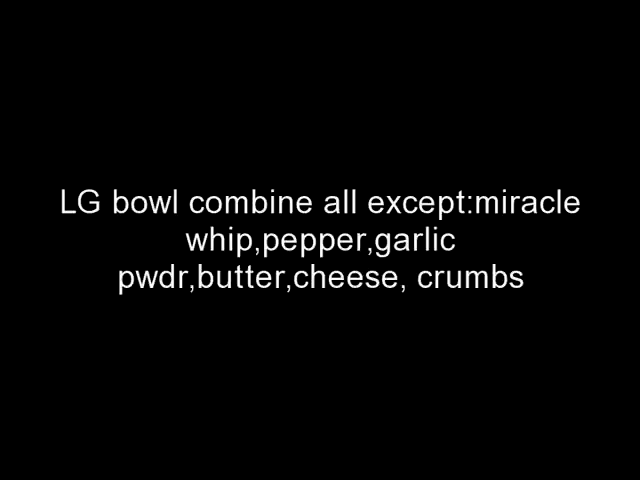 LG bowl combine all except:miracle
whip,pepper,garlic
pwdr,butter,cheese, crumbs